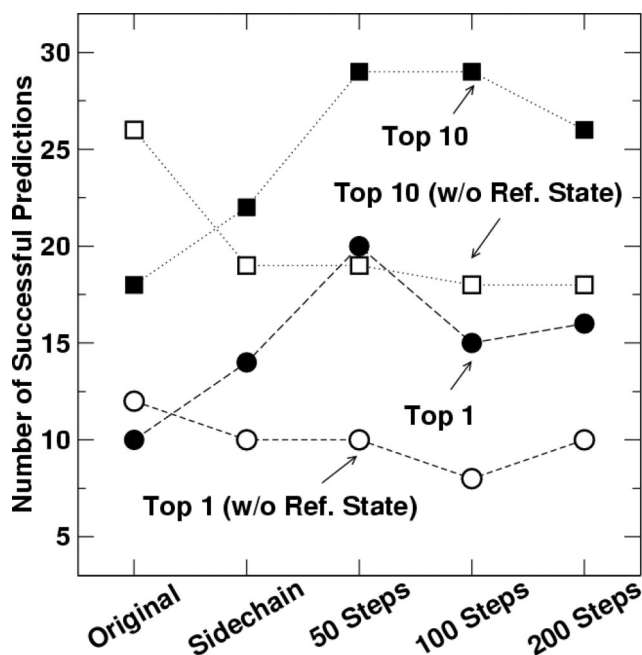 Number of Successful Predictions
30
25
20
15
10
5
Top 10
Top 10 (w/o Ref. State)
Top 1
Top 1 (w/o Ref. State)
Original
Sidechain
50 Steps
100 Steps
200 Steps